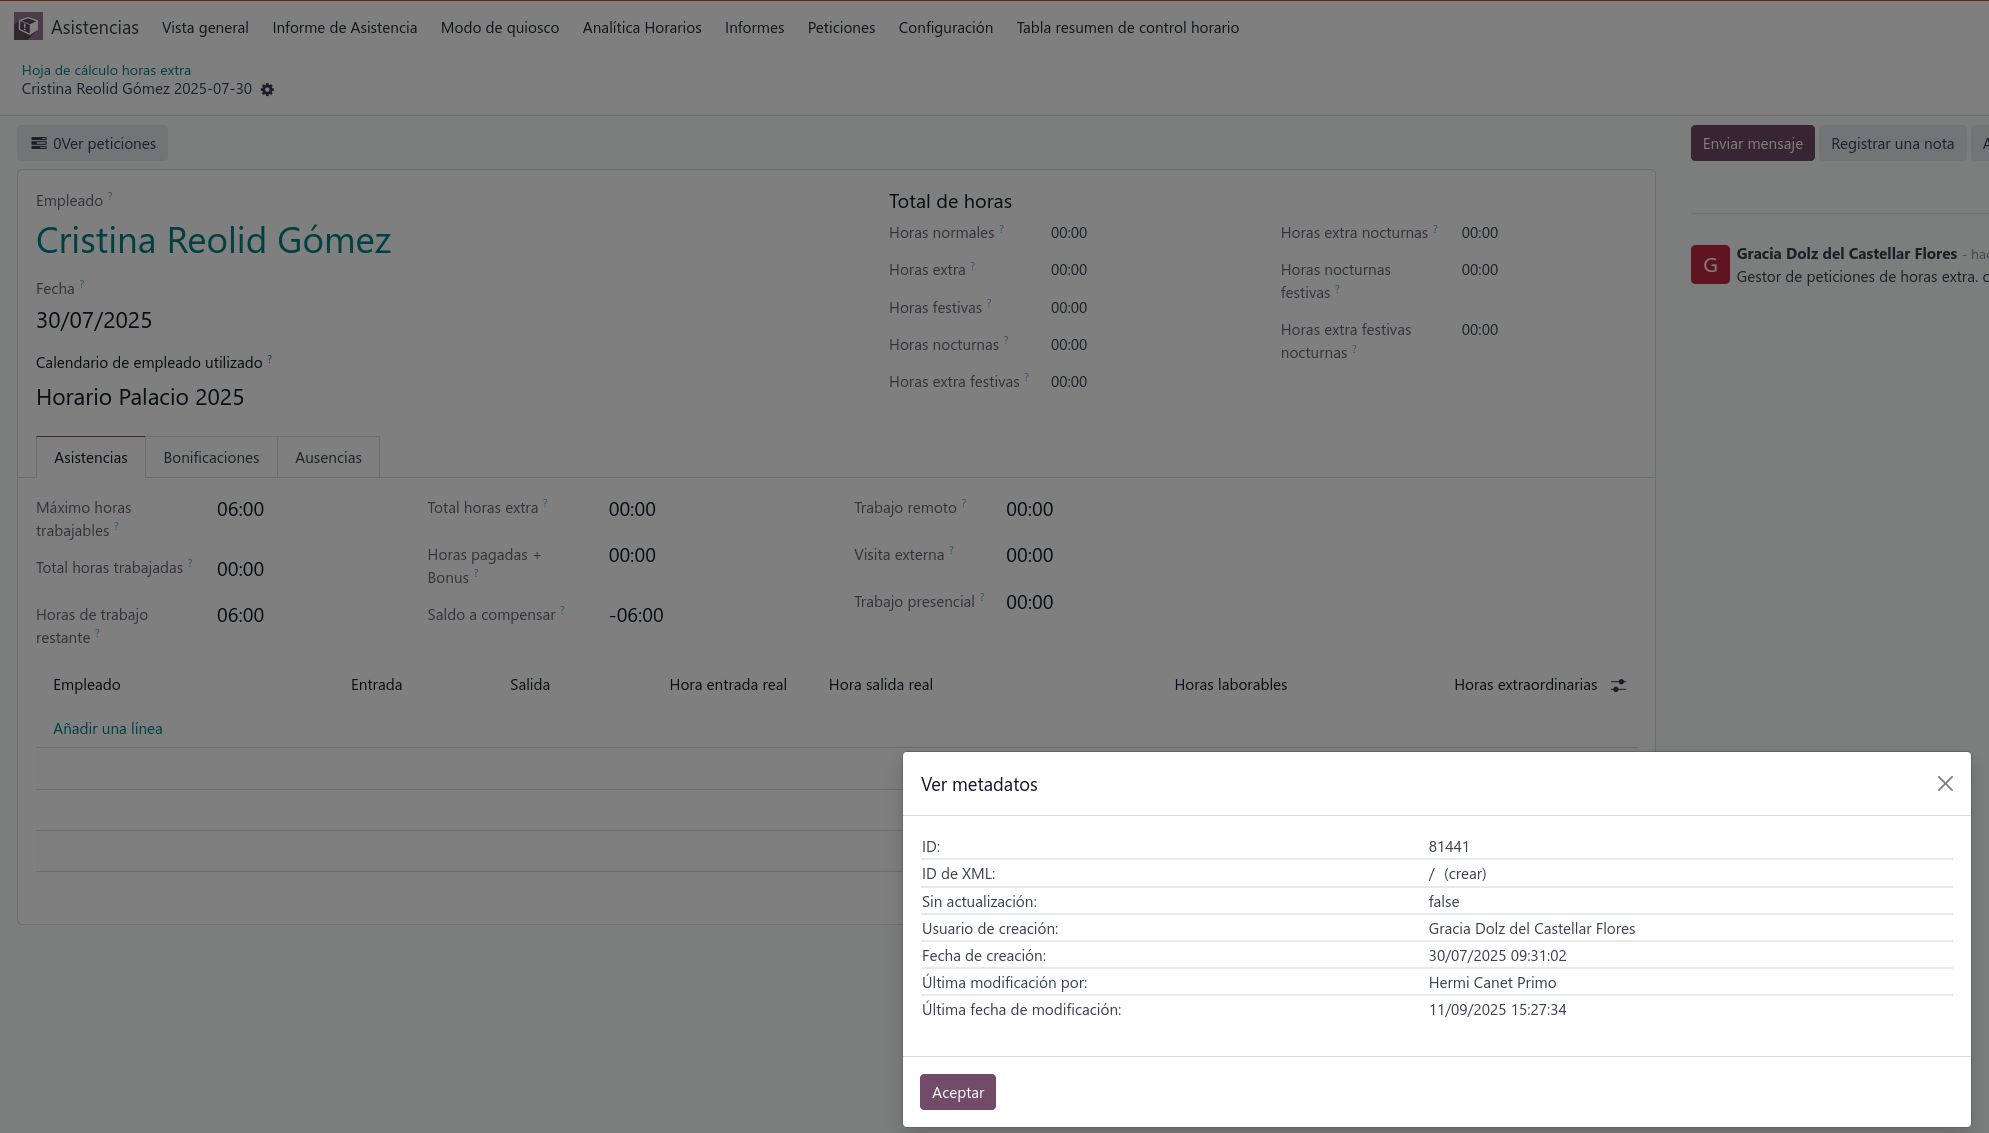 Asistencias Vista general Informe de Asistencia Modo de quiosco Analítica Horarios Informes Peticiones Configuración Tabla resumen de control horario
Hoja de cálculo horas extra
Cristina Reolid Gómez 2025-07-30
0Ver peticiones
Enviar mensaje Registrar una nota A
Empleado ?
Cristina Reolid Gómez
Fecha ?
30/07/2025
Calendario de empleado utilizado ?
Horario Palacio 2025
Total de horas
Horas normales ? 00:00
Horas extra ? 00:00
Horas festivas ? 00:00
Horas nocturnas ? 00:00
Horas extra festivas ? 00:00
Horas extra nocturnas ? 00:00
Horas nocturnas 00:00
festivas ?
Horas extra festivas 00:00
nocturnas ?
G Gracia Dolz del Castellar Flores - hac
Gestor de peticiones de horas extra. c
Asistencias Bonificaciones Ausencias
Máximo horas 06:00
trabajables ?
Total horas trabajadas ? 00:00
Horas de trabajo 06:00
restante ?
Total horas extra ? 00:00
Horas pagadas + 00:00
Bonus ?
Saldo a compensar ? -06:00
Trabajo remoto ? 00:00
Visita externa ? 00:00
Trabajo presencial ? 00:00
Empleado Entrada Salida Hora entrada real Hora salida real Horas laborables Horas extraordinarias
Añadir una línea
Ver metadatos
ID: 81441
ID de XML: / (crear)
Sin actualización: false
Usuario de creación: Gracia Dolz del Castellar Flores
Fecha de creación: 30/07/2025 09:31:02
Última modificación por: Hermi Canet Primo
Última fecha de modificación: 11/09/2025 15:27:34
Aceptar